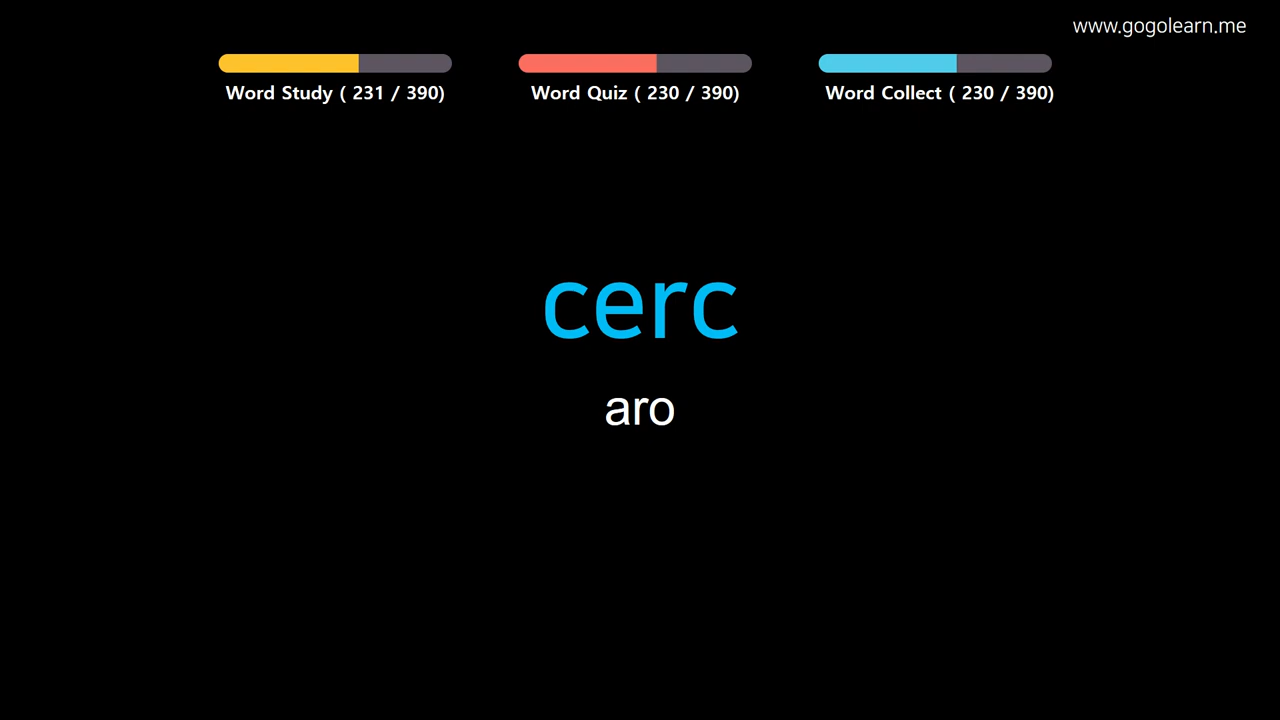 www.gogolearn.me
Word Study ( 231 / 390)
Word Quiz ( 230 / 390)
Word Collect ( 230 / 390)
cerc
aro